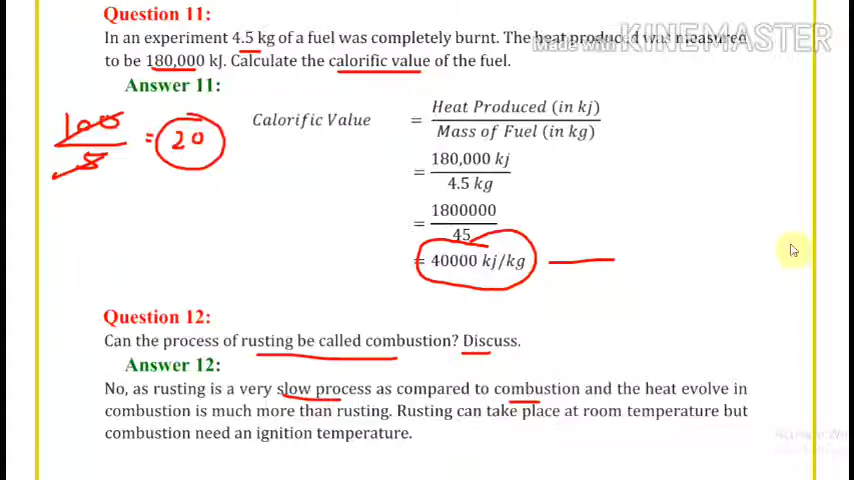 Question 11:
In an experiment 4.5 kg of a fuel was completely burnt. The heat produced was measured
Made with KINEMASTER
to be 180,000 kJ. Calculate the calorific value of the fuel.
Answer 11:
100/5 = 20
Calorific Value = Heat Produced (in kj)
Mass of Fuel (in kg)
= 180,000 kj
4.5 kg
= 1800000
45
= 40000 kj/kg
Question 12:
Can the process of rusting be called combustion? Discuss.
Answer 12:
No, as rusting is a very slow process as compared to combustion and the heat evolve in
combustion is much more than rusting. Rusting can take place at room temperature but
combustion need an ignition temperature.